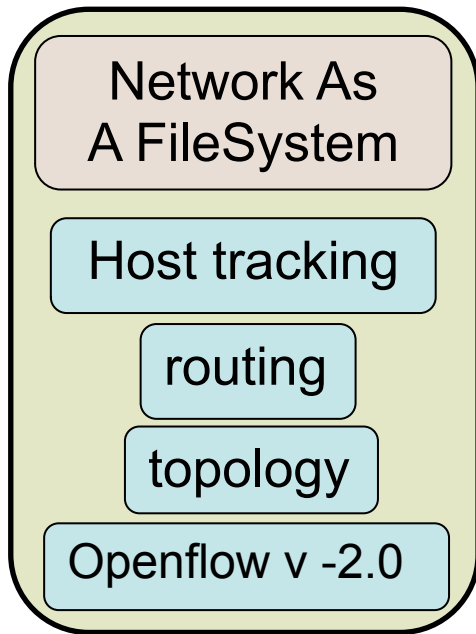 Network As
A FileSystem
Host tracking
routing
topology
Openflow v -2.0